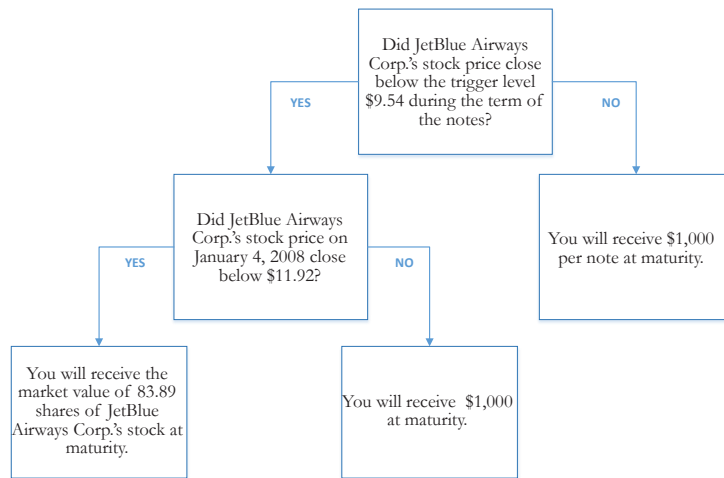 Did JetBlue Airways
Corp.'s stock price close
below the trigger level
$9.54 during the term of
the notes?
YES
NO
Did JetBlue Airways
Corp.'s stock price on
January 4, 2008 close
below $11.92?
You will receive $1,000
per note at maturity.
YES
NO
You will receive the
market value of 83.89
shares of JetBlue
Airways Corp.'s stock at
maturity.
You will receive $1,000
at maturity.